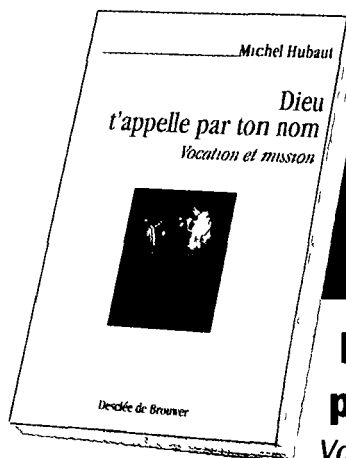 Michel Hubaut
Dieu
t'appelle par ton nom
Vocation et mission
Desclée de Brouwer